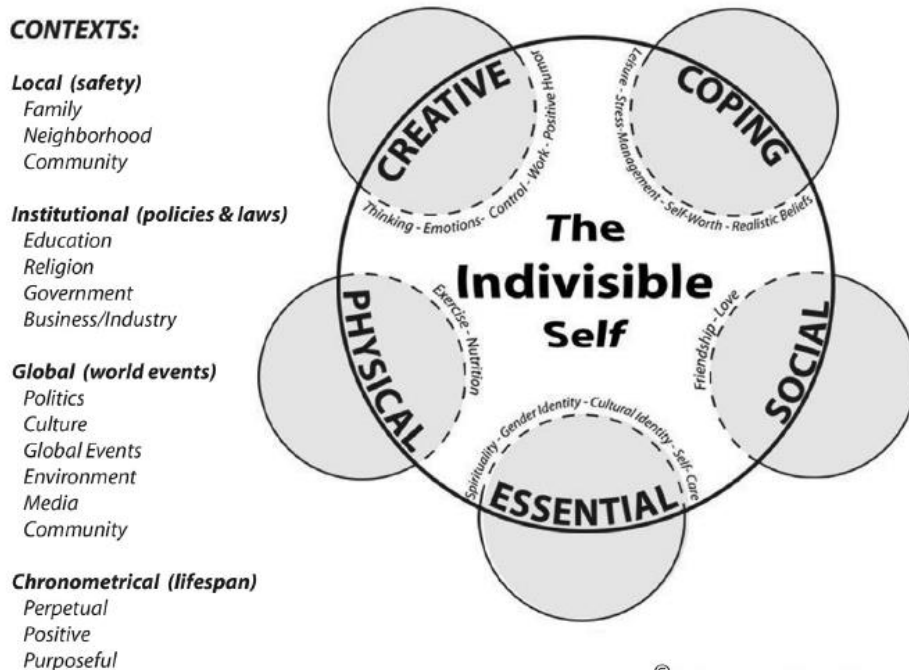 CONTEXTS:
Local (safety)
Family
Neighborhood
Community
Institutional (policies & laws)
Education
Religion
Government
Business/Industry
Global (world events)
Politics
Culture
Global Events
Environment
Media
Community
Chronometrical (lifespan)
Perpetual
Positive
Purposeful
CREATIVE
Thinking - Emotions- Control - Work - Positive Humor
COPING
Leisure - Stress-Management - Self-Worth - Realistic Beliefs
The
Indivisible
Self
PHYSICAL
Exercise - Nutrition
SOCIAL
Friendship - Love
Spirituality - Gender Identity - Cultural Identity - Self-Care
ESSENTIAL
©